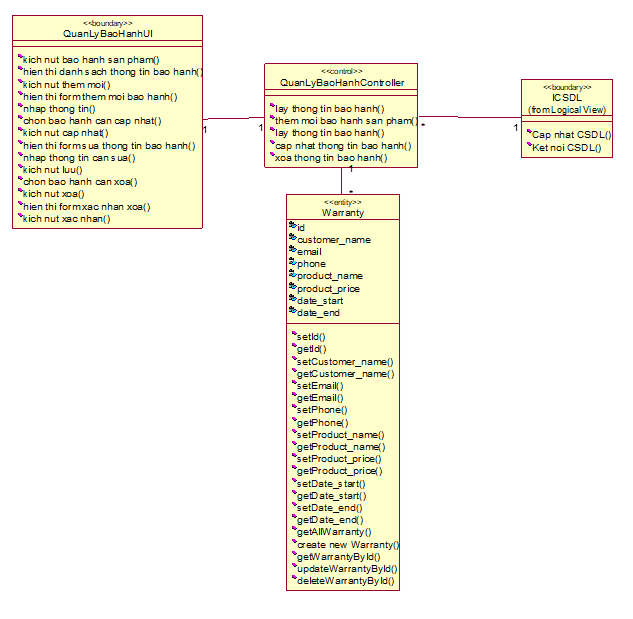 <<boundary>>
QuanLyBaoHanhUI
kich nut bao hanh san pham()
hien thi danh sach thong tin bao hanh()
kich nut them moi()
hien thi form them moi bao hanh()
nhap thong tin()
chon bao hanh can cap nhat()
kich nut cap nhat()
hien thi form sua thong tin bao hanh()
nhap thong tin can sua()
kich nut luu()
chon bao hanh can xoa()
kich nut xoa()
hien thi form xac nhan xoa()
kich nut xac nhan()
1
1
<<control>>
QuanLyBaoHanhController
lay thong tin bao hanh()
them moi bao hanh san pham()
lay thong tin bao hanh()
cap nhat thong tin bao hanh()
xoa thong tin bao hanh()
*
1
<<boundary>>
ICSDL
(from Logical View)
Cap nhat CSDL()
Ket noi CSDL()
1
*
<<entity>>
Warranty
id
customer_name
email
phone
product_name
product_price
date_start
date_end
setId()
getId()
setCustomer_name()
getCustomer_name()
setEmail()
getEmail()
setPhone()
getPhone()
setProduct_name()
getProduct_name()
setProduct_price()
getProduct_price()
setDate_start()
getDate_start()
setDate_end()
getDate_end()
getAllWarranty()
create new Warranty()
getWarrantyById()
updateWarrantyById()
deleteWarrantyById()